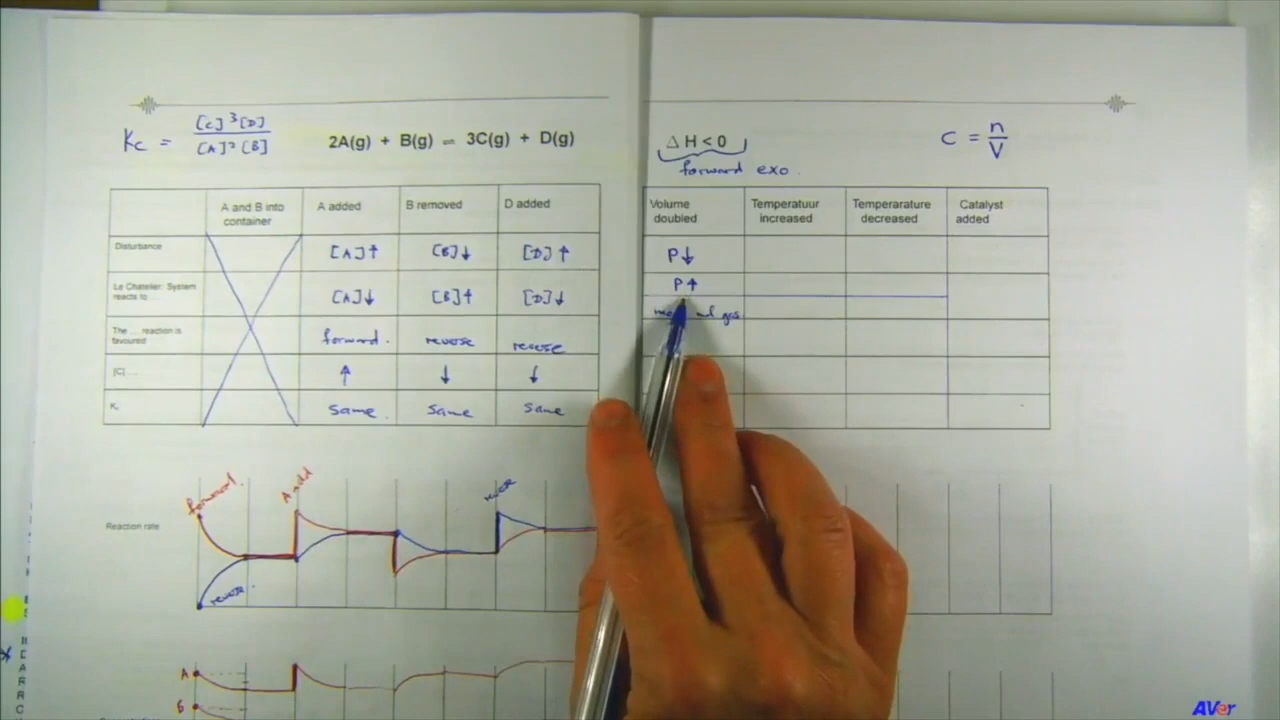 Kc = [C]³[D]
[A]²[B]
2A(g) + B(g) ⇌ 3C(g) + D(g)
ΔH < 0
forward exo.
C = n
V
A and B into container
A added
B removed
D added
Volume doubled
Temperatuur increased
Temperarature decreased
Catalyst added
Disturbance
[A]↑
[B]↓
[D]↑
P↓
Le Chatelier: System reacts to ...
[A]↓
[B]↑
[D]↓
P↑
gas
The .... reaction is favoured
forward.
reverse
reverse
[C] ....
↑
↓
↓
same.
same
same
forward.
A add
Reaction rate
reverse.
A
B
AVer